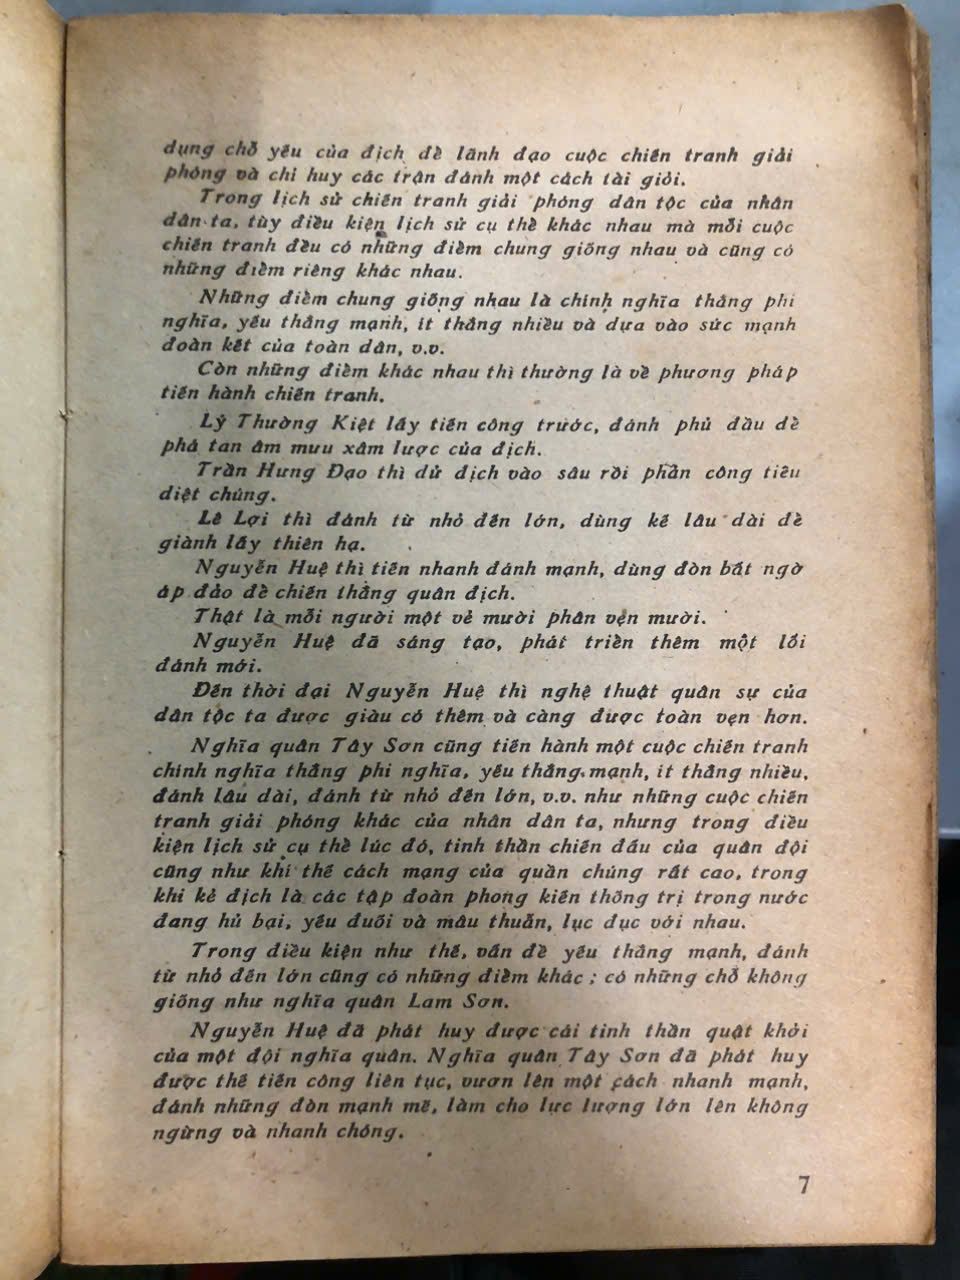 dụng chỗ yếu của địch để lãnh đạo cuộc chiến tranh giải
phóng và chỉ huy các trận đánh một cách tài giỏi.
Trong lịch sử chiến tranh giải phóng dân tộc của nhân
dân ta, tùy điều kiện lịch sử cụ thể khác nhau mà mỗi cuộc
chiến tranh đều có những điểm chung giống nhau và cũng có
những điểm riêng khác nhau.
Những điểm chung giống nhau là chính nghĩa thắng phi
nghĩa, yếu thắng mạnh, ít thắng nhiều và dựa vào sức mạnh
đoàn kết của toàn dân, v.v.
Còn những điểm khác nhau thì thường là về phương pháp
tiến hành chiến tranh.
Lý Thường Kiệt lấy tiến công trước, đánh phủ đầu để
phá tan âm mưu xâm lược của địch.
Trần Hưng Đạo thì dử địch vào sâu rồi phản công tiêu
diệt chúng.
Lê Lợi thì đánh từ nhỏ đến lớn, dùng kế lâu dài để
giành lấy thiên hạ.
Nguyễn Huệ thì tiến nhanh đánh mạnh, dùng đòn bất ngờ
áp đảo để chiến thắng quân địch.
Thật là mỗi người một vẻ mười phân vẹn mười.
Nguyễn Huệ đã sáng tạo, phát triển thêm một lối
đánh mới.
Đến thời đại Nguyễn Huệ thì nghệ thuật quân sự của
dân tộc ta được giàu có thêm và càng được toàn vẹn hơn.
Nghĩa quân Tây Sơn cũng tiến hành một cuộc chiến tranh
chính nghĩa thắng phi nghĩa, yếu thắng mạnh, ít thắng nhiều,
đánh lâu dài, đánh từ nhỏ đến lớn, v.v. như những cuộc chiến
tranh giải phóng khác của nhân dân ta, nhưng trong điều
kiện lịch sử cụ thể lúc đó, tinh thần chiến đấu của quân đội
cũng như khí thế cách mạng của quần chúng rất cao, trong
khi kẻ địch là các tập đoàn phong kiến thống trị trong nước
đang hủ bại, yếu đuối và mâu thuẫn, lục đục với nhau.
Trong điều kiện như thế, vấn đề yếu thắng mạnh, đánh
từ nhỏ đến lớn cũng có những điểm khác ; có những chỗ không
giống như nghĩa quân Lam Sơn.
Nguyễn Huệ đã phát huy được cái tinh thần quật khởi
của một đội nghĩa quân. Nghĩa quân Tây Sơn đã phát huy
được thế tiến công liên tục, vươn lên một cách nhanh mạnh,
đánh những đòn mạnh mẽ, làm cho lực lượng lớn lên không
ngừng và nhanh chóng.
7